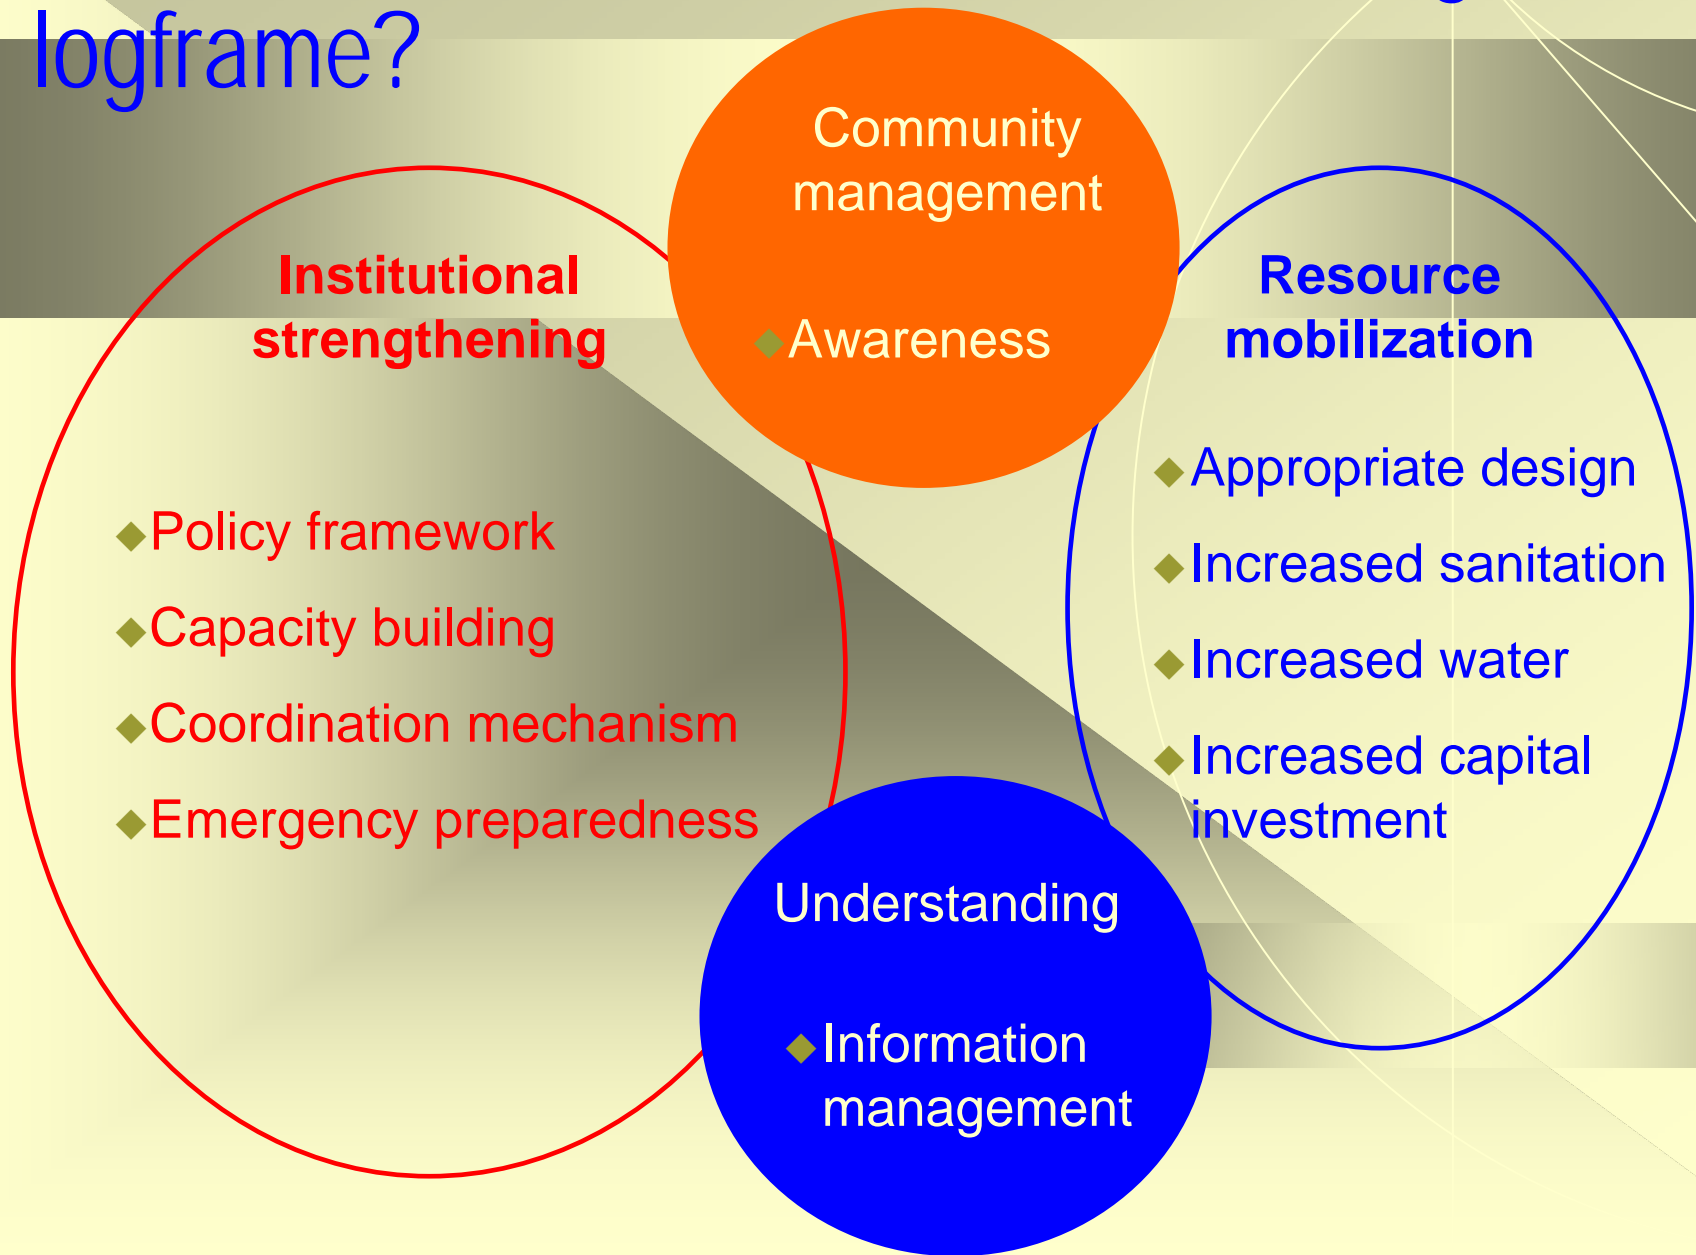 logframe?
Community
management
◆Awareness
Institutional
strengthening
◆Policy framework
◆Capacity building
◆Coordination mechanism
◆Emergency preparedness
Resource
mobilization
◆Appropriate design
◆Increased sanitation
◆Increased water
◆Increased capital
investment
Understanding
◆Information
management